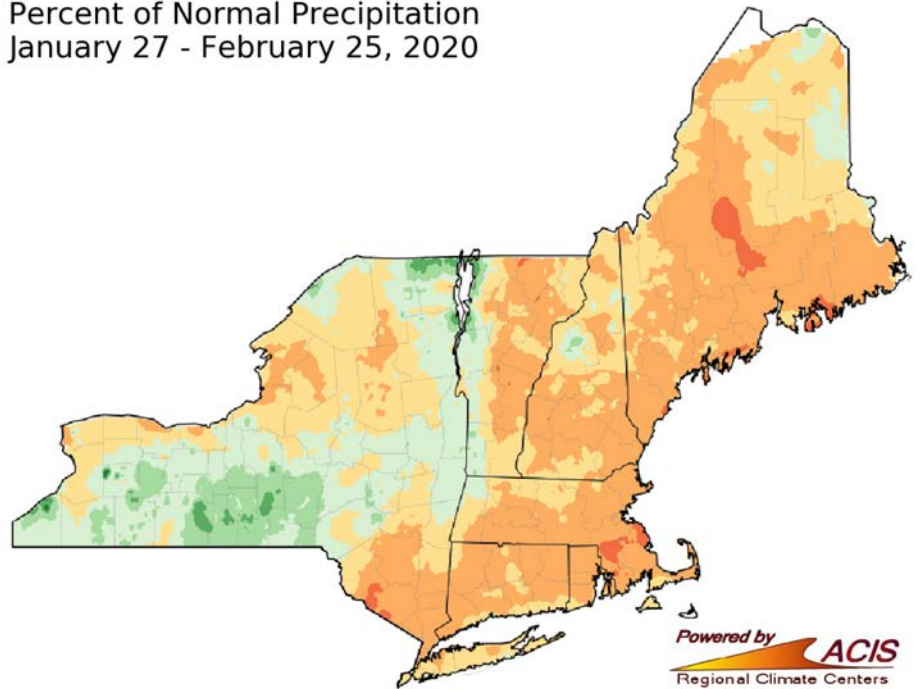 Percent of Normal Precipitation
January 27 - February 25, 2020
Powered by
ACIS
Regional Climate Centers